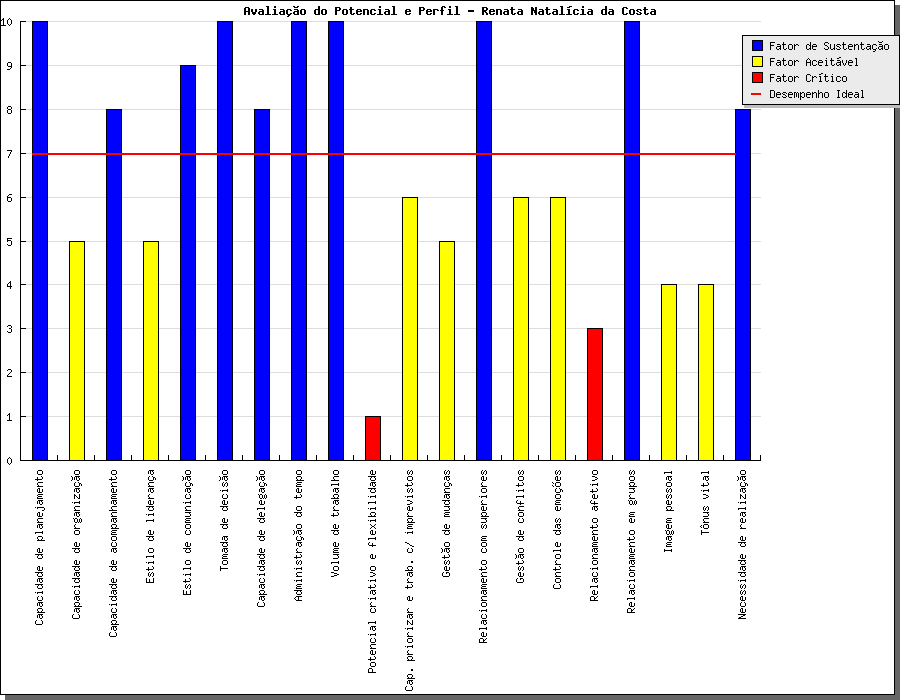 Avaliação do Potencial e Perfil - Renata Natalícia da Costa
Fator de Sustentação
Fator Aceitável
Fator Crítico
Desempenho Ideal
10
9
8
7
6
5
4
3
2
1
0
Capacidade de planejamento
Capacidade de organização
Capacidade de acompanhamento
Estilo de liderança
Estilo de comunicação
Tomada de decisão
Capacidade de delegação
Administração do tempo
Volume de trabalho
Potencial criativo e flexibilidade
Cap. priorizar e trab. c/ imprevistos
Gestão de mudanças
Relacionamento com superiores
Gestão de conflitos
Controle das emoções
Relacionamento afetivo
Relacionamento em grupos
Imagem pessoal
Tônus vital
Necessidade de realização